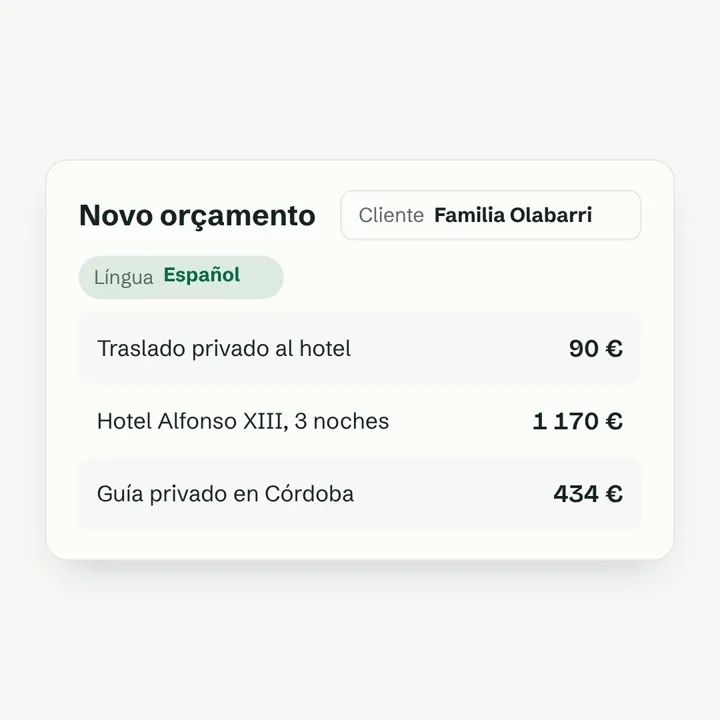 Novo orçamento
Cliente Familia Olabarri
Língua Español
Traslado privado al hotel 90 €
Hotel Alfonso XIII, 3 noches 1 170 €
Guía privado en Córdoba 434 €